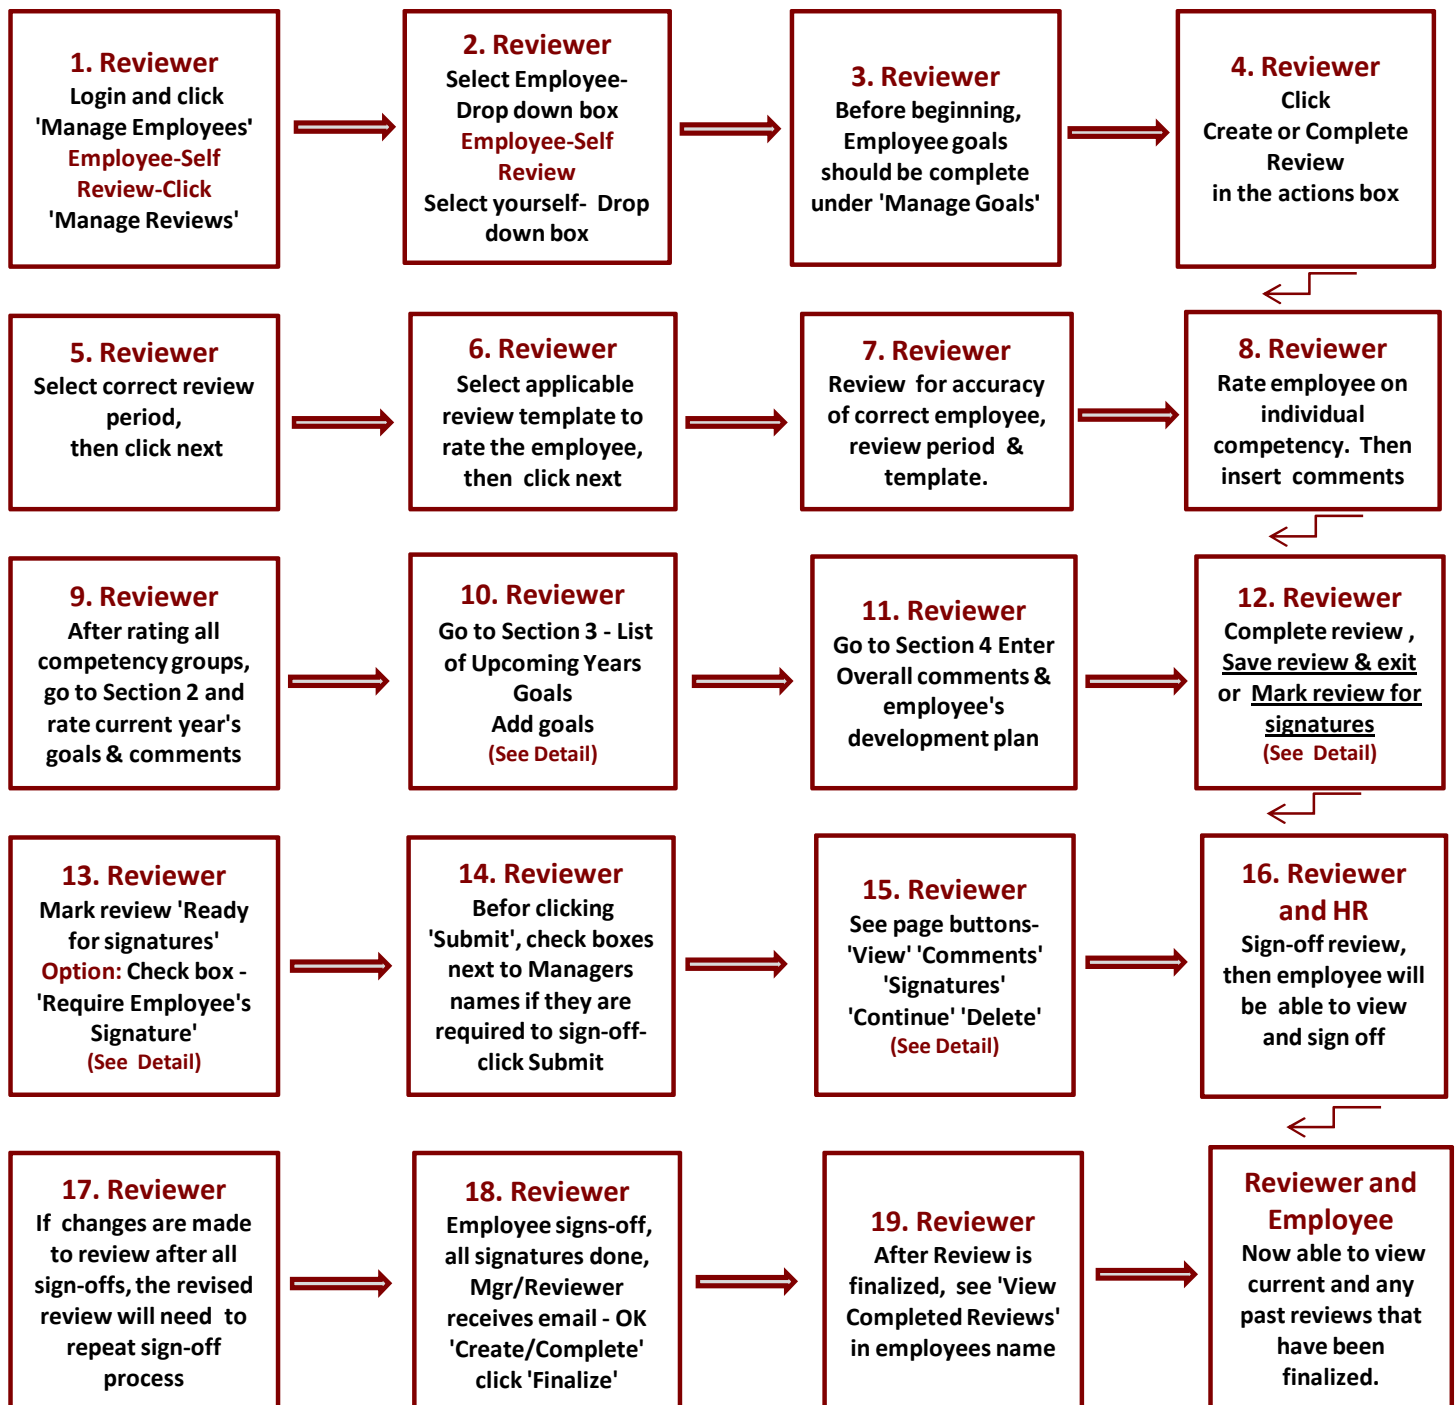 1. Reviewer
Login and click
'Manage Employees'
Employee-Self
Review-Click
'Manage Reviews'
2. Reviewer
Select Employee-
Drop down box
Employee-Self
Review
Select yourself- Drop
down box
3. Reviewer
Before beginning,
Employee goals
should be complete
under 'Manage Goals'
4. Reviewer
Click
Create or Complete
Review
in the actions box
5. Reviewer
Select correct review
period,
then click next
6. Reviewer
Select applicable
review template to
rate the employee,
then click next
7. Reviewer
Review for accuracy
of correct employee,
review period &
template.
8. Reviewer
Rate employee on
individual
competency. Then
insert comments
9. Reviewer
After rating all
competency groups,
go to Section 2 and
rate current year's
goals & comments
10. Reviewer
Go to Section 3 - List
of Upcoming Years
Goals
Add goals
(See Detail)
11. Reviewer
Go to Section 4 Enter
Overall comments &
employee's
development plan
12. Reviewer
Complete review ,
Save review & exit
or Mark review for
signatures
(See Detail)
13. Reviewer
Mark review 'Ready
for signatures'
Option: Check box -
'Require Employee's
Signature'
(See Detail)
14. Reviewer
Befor clicking
'Submit', check boxes
next to Managers
names if they are
required to sign-off-
click Submit
15. Reviewer
See page buttons-
'View' 'Comments'
'Signatures'
'Continue' 'Delete'
(See Detail)
16. Reviewer
and HR
Sign-off review,
then employee will
be able to view
and sign off
17. Reviewer
If changes are made
to review after all
sign-offs, the revised
review will need to
repeat sign-off
process
18. Reviewer
Employee signs-off,
all signatures done,
Mgr/Reviewer
receives email - OK
'Create/Complete'
click 'Finalize'
19. Reviewer
After Review is
finalized, see 'View
Completed Reviews'
in employees name
Reviewer and
Employee
Now able to view
current and any
past reviews that
have been
finalized.